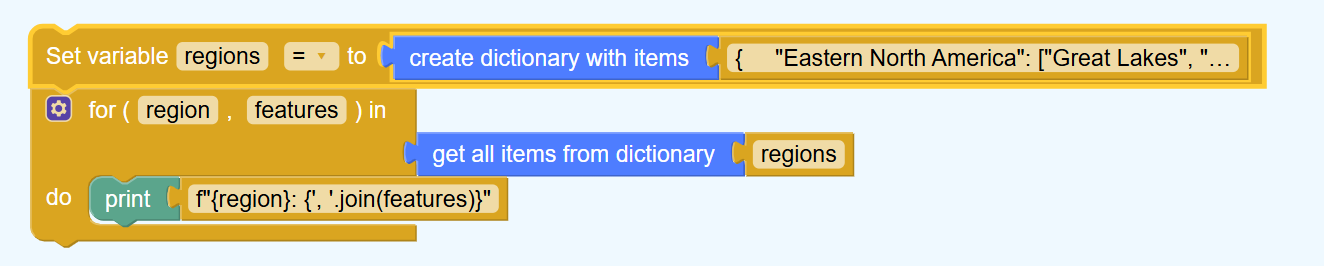 Set variable regions = to create dictionary with items { "Eastern North America": ["Great Lakes", "...
for ( region , features ) in
get all items from dictionary regions
do print f"{region}: {', '.join(features)}"